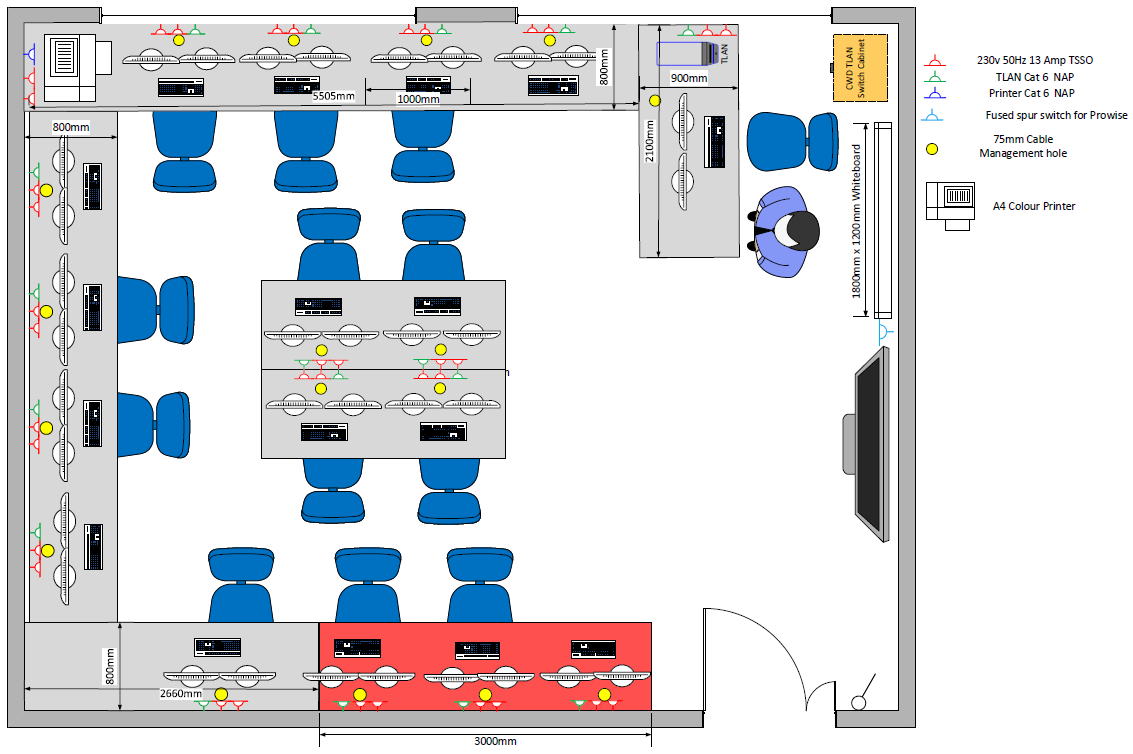 TLAN
800mm
900mm
CWD TLAN
Switch Cabinet
5505mm
1000mm
800mm
2100mm
1800mm x 1200mm Whiteboard
800mm
2660mm
3000mm
230v 50Hz 13 Amp TSSO
TLAN Cat 6 NAP
Printer Cat 6 NAP
Fused spur switch for Prowise
75mm Cable
Management hole
A4 Colour Printer